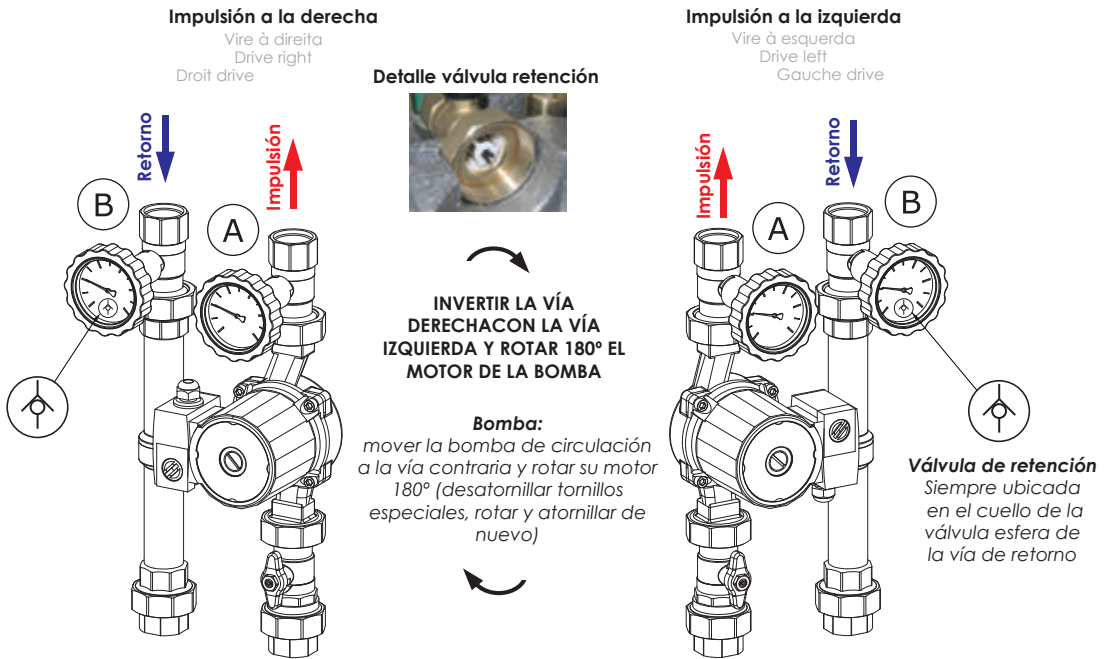 Impulsión a la derecha
Vire à direita
Drive right
Droit drive
Impulsión a la izquierda
Vire à esquerda
Drive left
Gauche drive
Detalle válvula retención
Retorno
Impulsión
B
A
Impulsión
Retorno
A
B
INVERTIR LA VÍA
DERECHACON LA VÍA
IZQUIERDA Y ROTAR 180º EL
MOTOR DE LA BOMBA
Bomba:
mover la bomba de circulación
a la vía contraria y rotar su motor
180º (desatornillar tornillos
especiales, rotar y atornillar de
nuevo)
Válvula de retención
Siempre ubicada
en el cuello de la
válvula esfera de
la vía de retorno